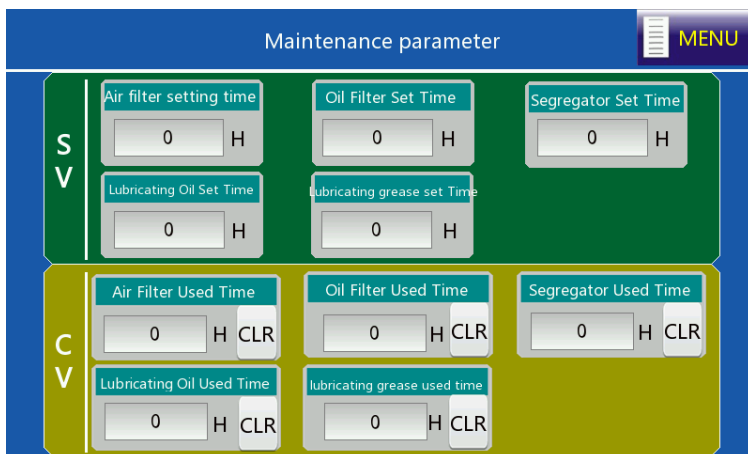 Maintenance parameter
MENU
SV
Air filter setting time
0 H
Oil Filter Set Time
0 H
Segregator Set Time
0 H
Lubricating Oil Set Time
0 H
Lubricating grease set Time
0 H
CV
Air Filter Used Time
0 H CLR
Oil Filter Used Time
0 H CLR
Segregator Used Time
0 H CLR
Lubricating Oil Used Time
0 H CLR
lubricating grease used time
0 H CLR